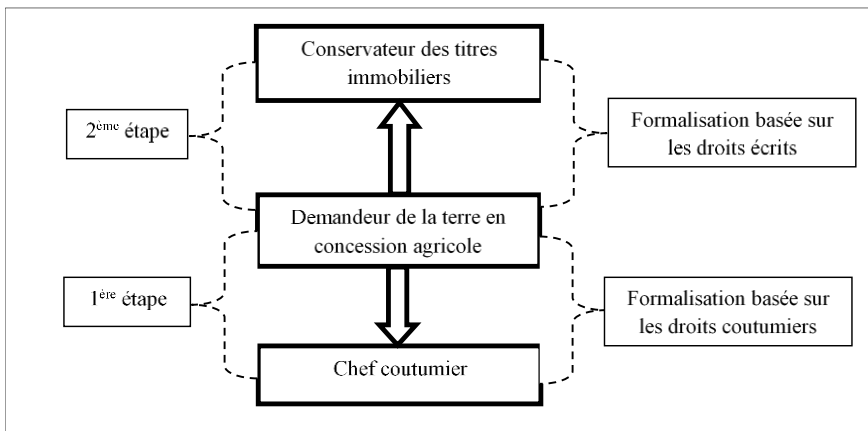 Conservateur des titres
immobiliers
2ème étape
Formalisation basée sur
les droits écrits
Demandeur de la terre en
concession agricole
1ère étape
Formalisation basée sur
les droits coutumiers
Chef coutumier